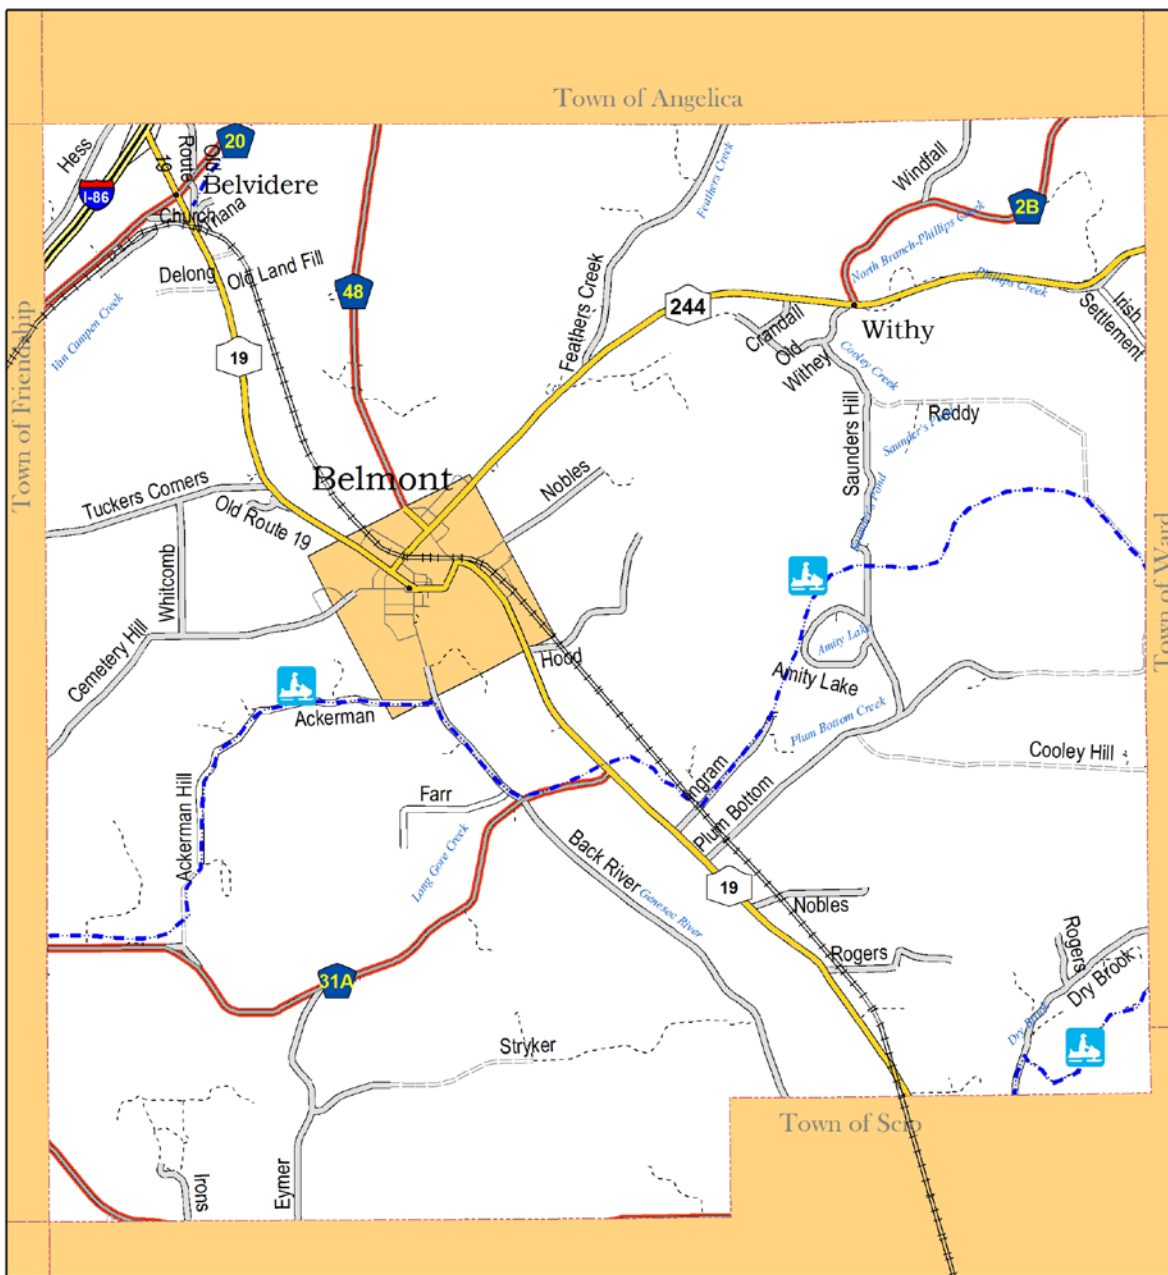 Town of Angelica
Hess
19
Route
Old
20
Belvidere
I-86
Church
Delong
Old Land Fill
Van Campen Creek
Town of Friendship
19
48
Feathers Creek
Feathers Creek
Windfall
2B
North Branch-Phillips Creek
Phillips Creek
244
Crandall
Old
Withey
Withy
Irish
Settlement
Cooley Creek
Saunders Hill
Reddy
Belmont
Nobles
Tuckers Corners
Old Route 19
Whitcomb
Cemetery Hill
Hood
Amity Lake
Amity Lake
Town of Ward
Ackerman
Plum Bottom Creek
Cooley Hill
Ingram
Plum Bottom
Ackerman Hill
Farr
Long Gore Creek
Back River
Genesee River
19
Nobles
Rogers
Rogers
Dry Brook
Dry Brook
31A
Stryker
Town of Scio
Irons
Eymer